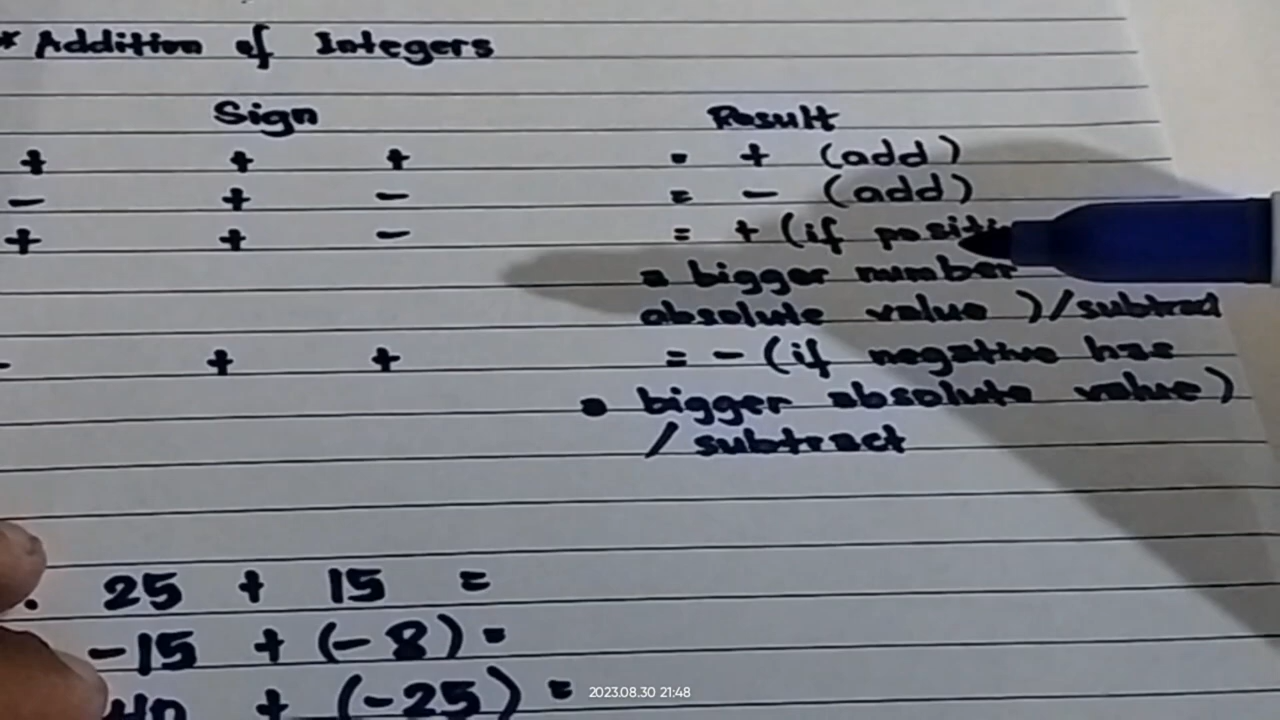 * Addition of Integers
Sign Result
+ + + = + (add)
- + - = - (add)
+ + - = + (if
a bigger number
absolute value )/subtract
- + + = - (if negative has
a bigger absolute value)
/ subtract
. 25 + 15 =
-15 + (-8) =
40 + (-25) =
2023.08.30 21:48